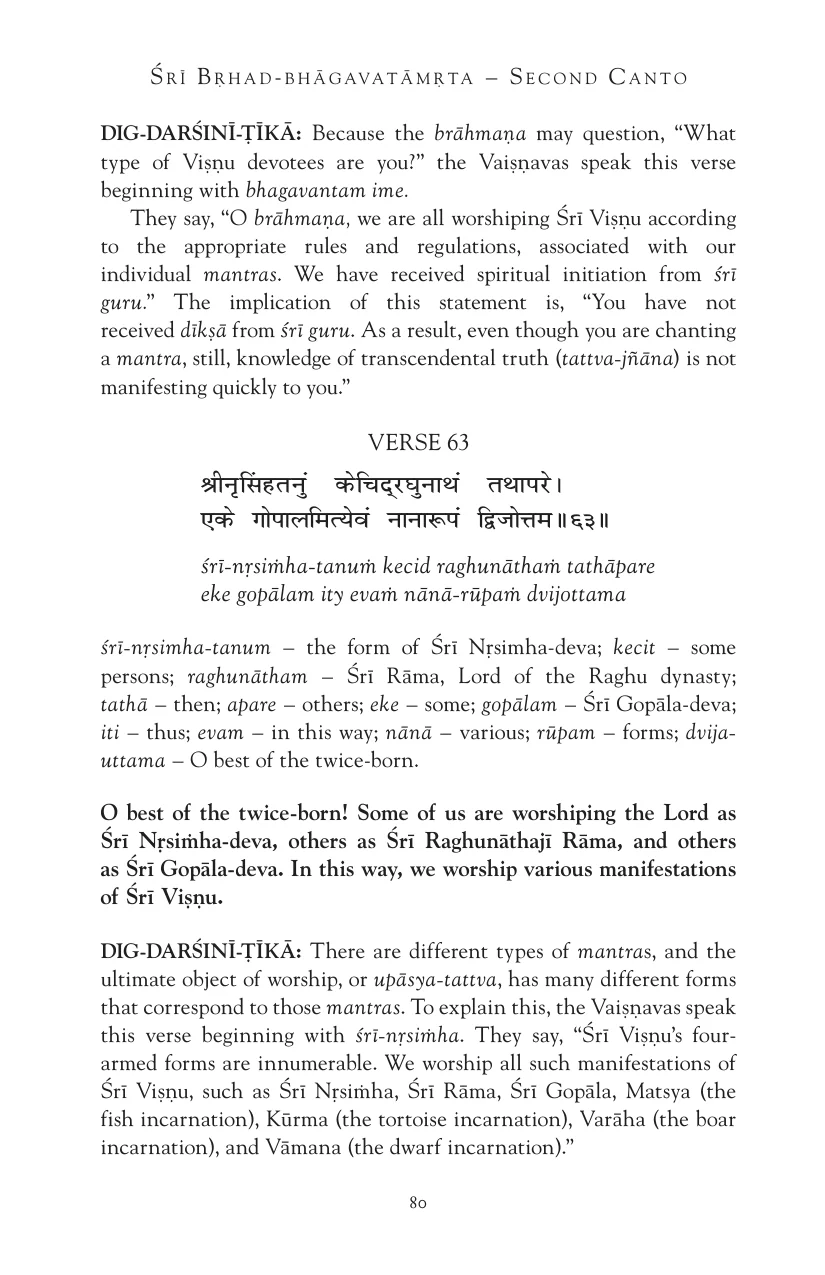 ŚRĪ BṚHAD-BHĀGAVATĀMṚTA – SECOND CANTO
DIG-DARŚINĪ-ṬĪKĀ: Because the brāhmaṇa may question, “What
type of Viṣṇu devotees are you?” the Vaiṣṇavas speak this verse
beginning with bhagavantam ime.
They say, “O brāhmaṇa, we are all worshiping Śrī Viṣṇu according
to the appropriate rules and regulations, associated with our
individual mantras. We have received spiritual initiation from śrī
guru.” The implication of this statement is, “You have not
received dīkṣā from śrī guru. As a result, even though you are chanting
a mantra, still, knowledge of transcendental truth (tattva-jñāna) is not
manifesting quickly to you.”
VERSE 63
श्रीनृसिंहतनुं केचिद्रघुनाथं तथापरे।
एके गोपालमित्येवं नानारूपं द्विजोत्तम॥६३॥
śrī-nṛsiṁha-tanuṁ kecid raghunāthaṁ tathāpare
eke gopālam ity evaṁ nānā-rūpaṁ dvijottama
śrī-nṛsimha-tanum – the form of Śrī Nṛsimha-deva; kecit – some
persons; raghunātham – Śrī Rāma, Lord of the Raghu dynasty;
tathā – then; apare – others; eke – some; gopālam – Śrī Gopāla-deva;
iti – thus; evam – in this way; nānā – various; rūpam – forms; dvija-
uttama – O best of the twice-born.
O best of the twice-born! Some of us are worshiping the Lord as
Śrī Nṛsiṁha-deva, others as Śrī Raghunāthajī Rāma, and others
as Śrī Gopāla-deva. In this way, we worship various manifestations
of Śrī Viṣṇu.
DIG-DARŚINĪ-ṬĪKĀ: There are different types of mantras, and the
ultimate object of worship, or upāsya-tattva, has many different forms
that correspond to those mantras. To explain this, the Vaiṣṇavas speak
this verse beginning with śrī-nṛsiṁha. They say, “Śrī Viṣṇu’s four-
armed forms are innumerable. We worship all such manifestations of
Śrī Viṣṇu, such as Śrī Nṛsiṁha, Śrī Rāma, Śrī Gopāla, Matsya (the
fish incarnation), Kūrma (the tortoise incarnation), Varāha (the boar
incarnation), and Vāmana (the dwarf incarnation).”
80